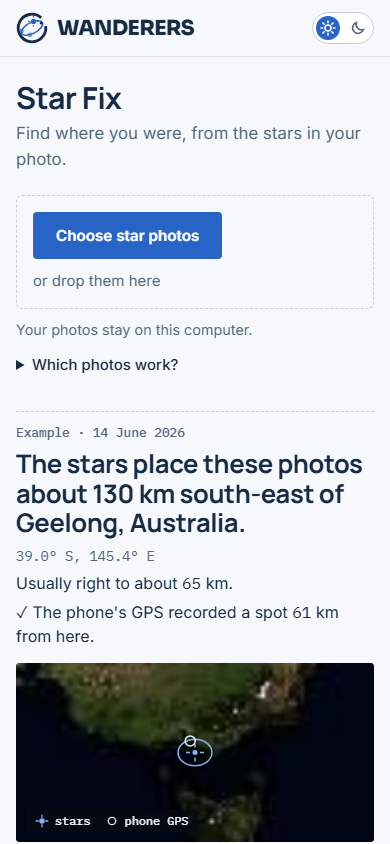 WANDERERS
Star Fix
Find where you were, from the stars in your
photo.
Choose star photos
or drop them here
Your photos stay on this computer.
▶ Which photos work?
Example · 14 June 2026
The stars place these photos
about 130 km south-east of
Geelong, Australia.
39.0° S, 145.4° E
Usually right to about 65 km.
✓ The phone's GPS recorded a spot 61 km
from here.
stars phone GPS